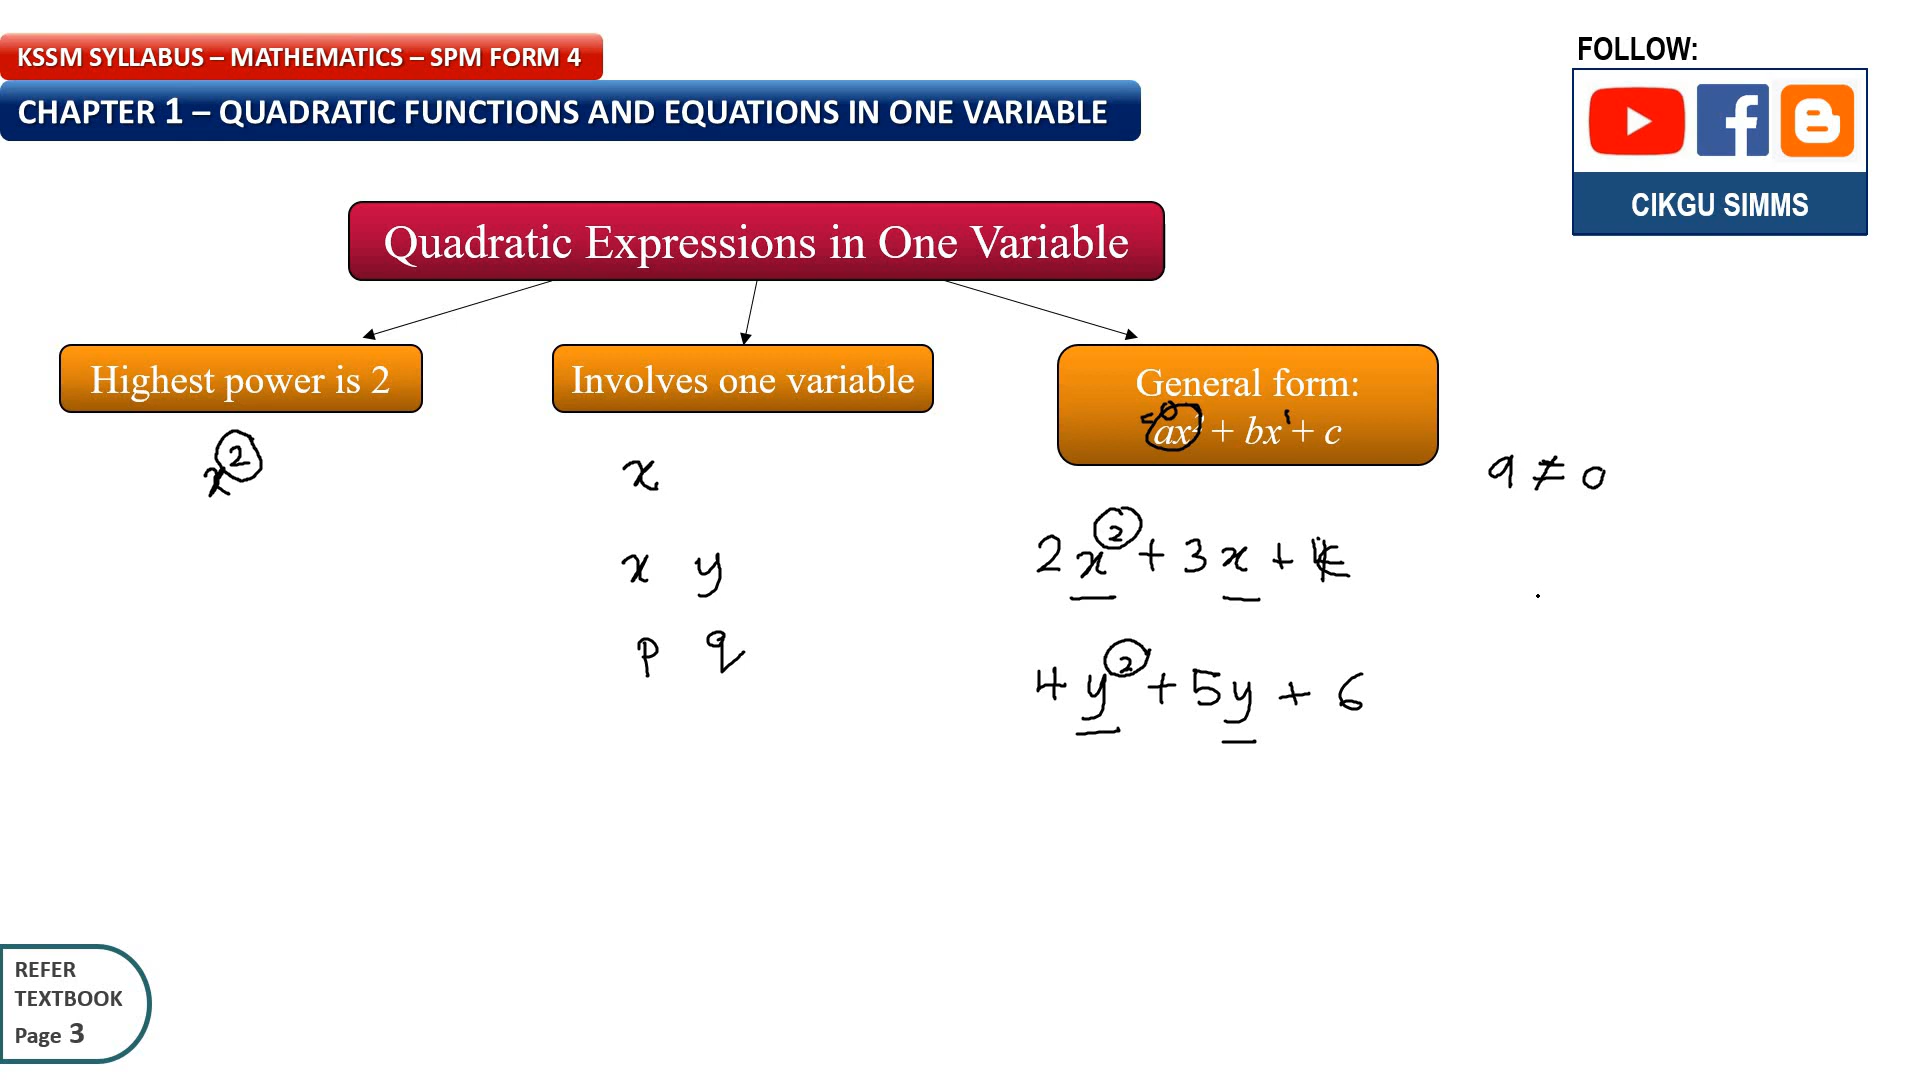 KSSM SYLLABUS – MATHEMATICS – SPM FORM 4
CHAPTER 1 – QUADRATIC FUNCTIONS AND EQUATIONS IN ONE VARIABLE
FOLLOW:
CIKGU SIMMS
Quadratic Expressions in One Variable
Highest power is 2
Involves one variable
General form:
ax² + bx¹ + c
x²
x
a ≠ 0
2x² + 3x +
x y
p q
4y² + 5y + 6
REFER
TEXTBOOK
Page 3